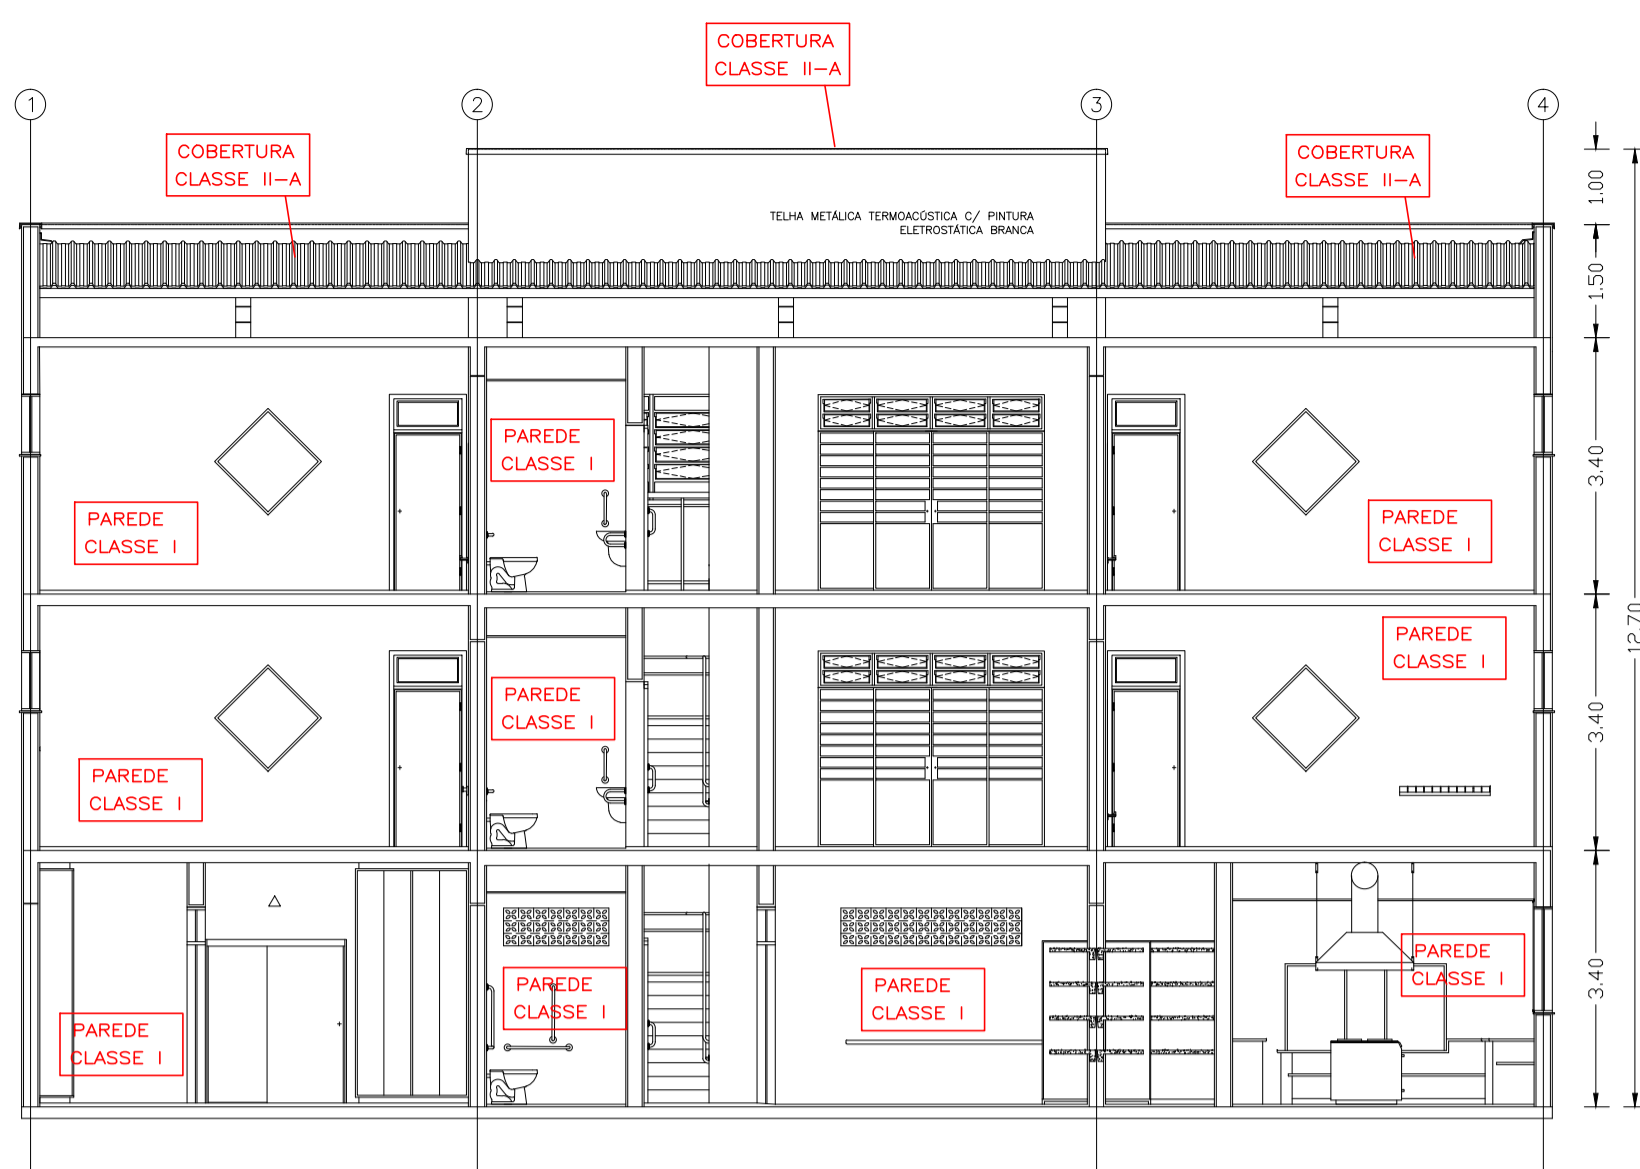 COBERTURA
CLASSE II-A
1
2
3
4
COBERTURA
CLASSE II-A
COBERTURA
CLASSE II-A
1.00
TELHA METÁLICA TERMOACÚSTICA C/ PINTURA
ELETROSTÁTICA BRANCA
1.50
PAREDE
CLASSE I
PAREDE
CLASSE I
PAREDE
CLASSE I
3.40
12.70
PAREDE
CLASSE I
PAREDE
CLASSE I
PAREDE
CLASSE I
3.40
PAREDE
CLASSE I
PAREDE
CLASSE I
PAREDE
CLASSE I
PAREDE
CLASSE I
3.40